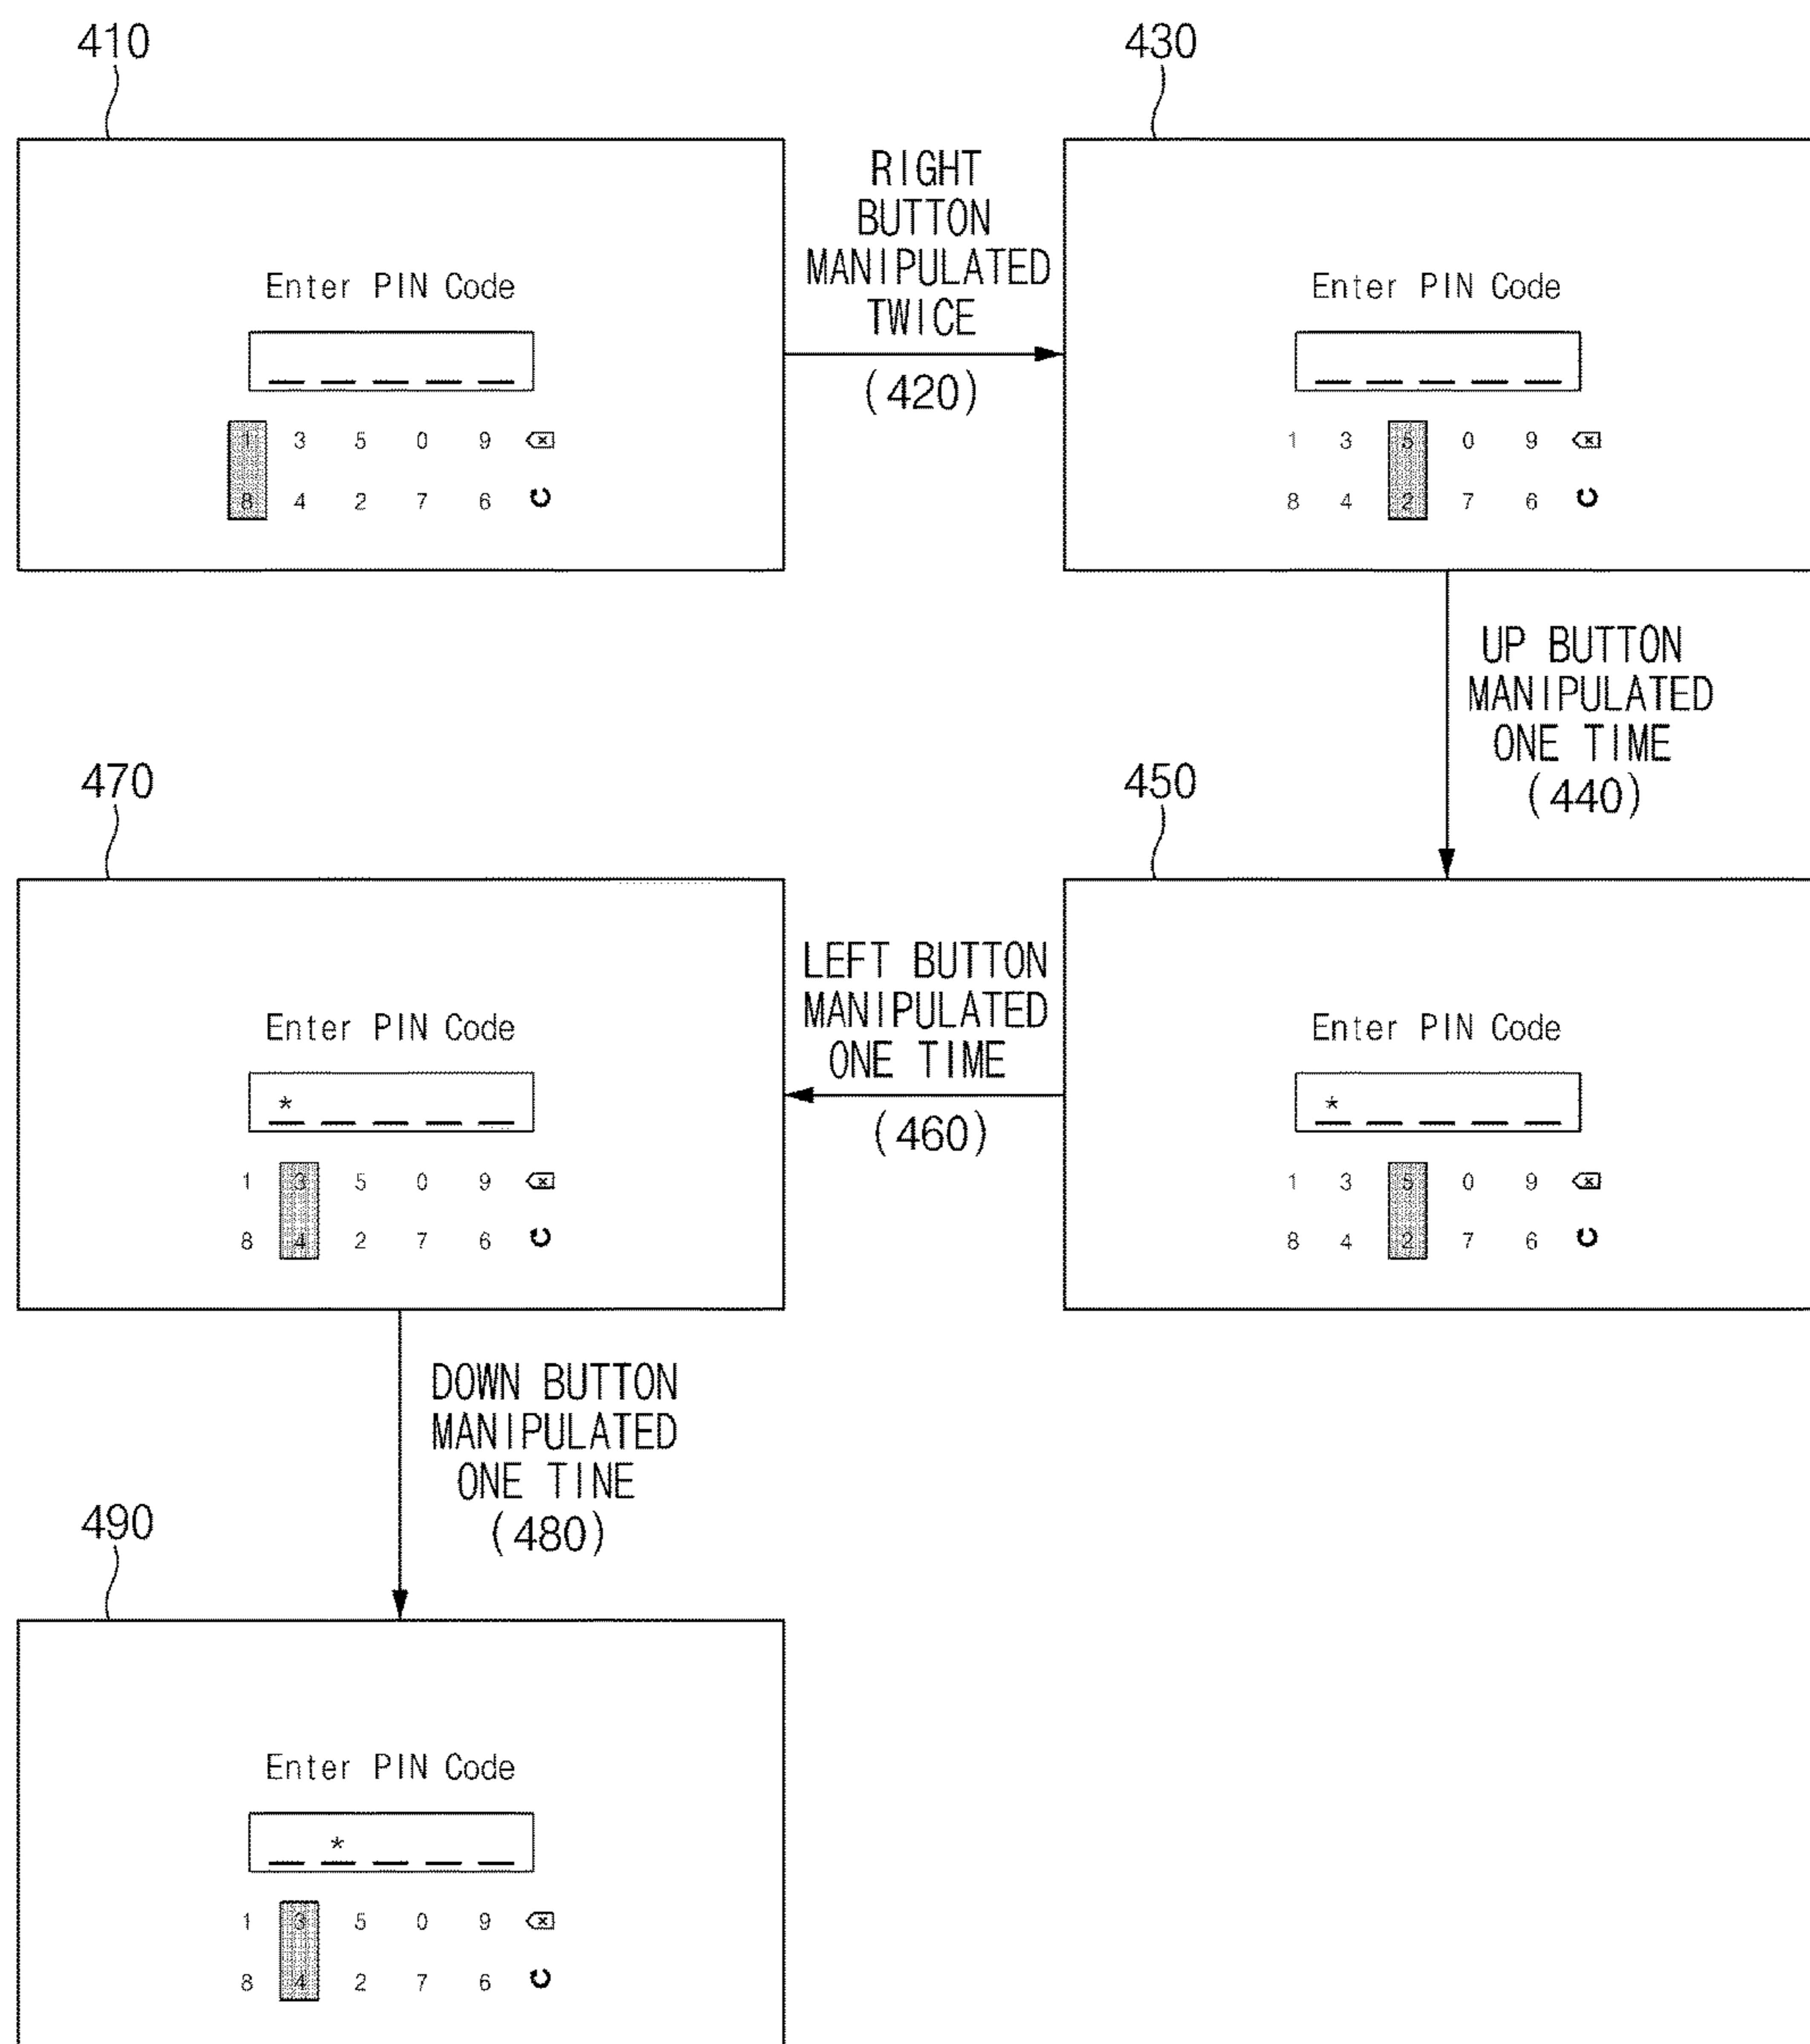 410
Enter PIN Code
1 3 5 0 9
8 4 2 7 6
RIGHT
BUTTON
MANIPULATED
TWICE
(420)
430
Enter PIN Code
1 3 5 0 9
8 4 2 7 6
UP BUTTON
MANIPULATED
ONE TIME
(440)
450
Enter PIN Code
*
1 3 5 0 9
8 4 2 7 6
LEFT BUTTON
MANIPULATED
ONE TIME
(460)
470
Enter PIN Code
*
1 3 5 0 9
8 4 2 7 6
DOWN BUTTON
MANIPULATED
ONE TINE
(480)
490
Enter PIN Code
*
1 3 5 0 9
8 4 2 7 6